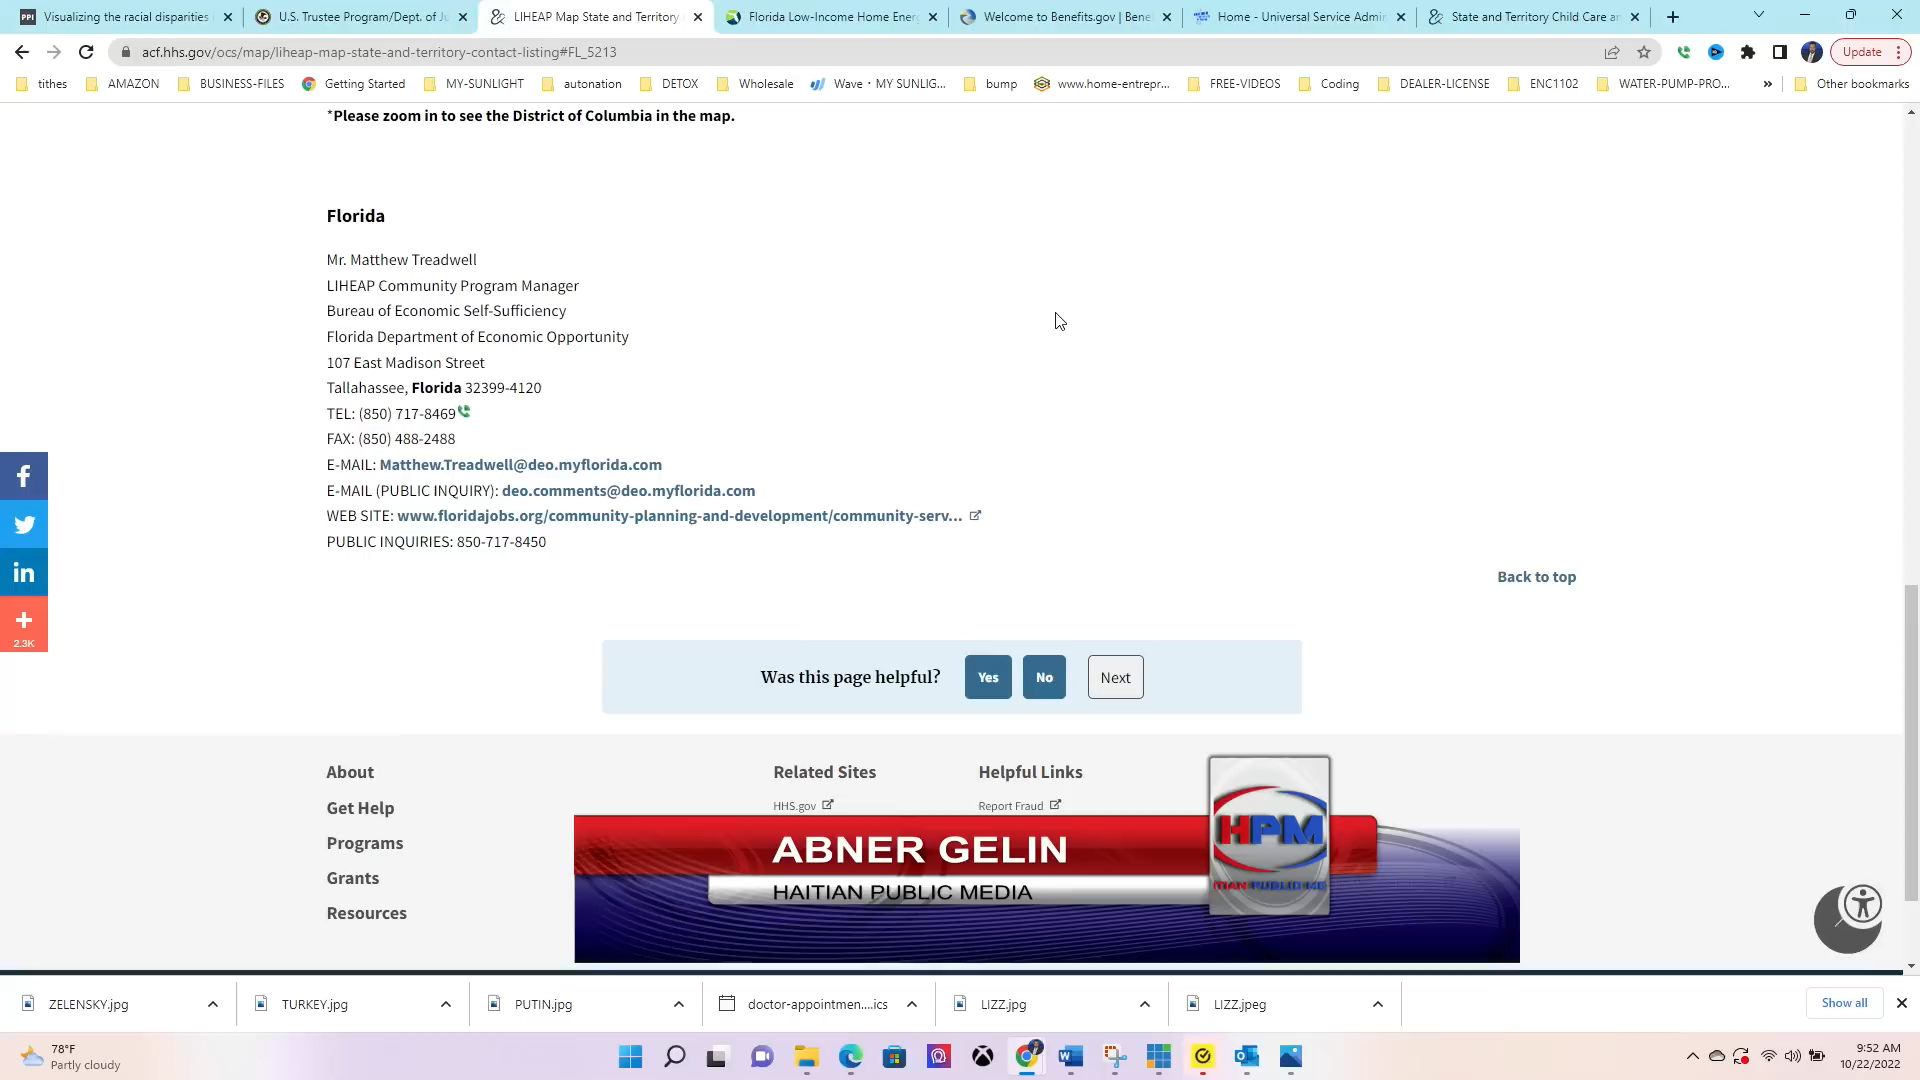 Visualizing the racial disparities
U.S. Trustee Program/Dept. of Ju
LIHEAP Map State and Territory
Florida Low-Income Home Energ
Welcome to Benefits.gov | Bene
Home - Universal Service Admin
State and Territory Child Care an
acf.hhs.gov/ocs/map/liheap-map-state-and-territory-contact-listing#FL_5213
Update
tithes
AMAZON
BUSINESS-FILES
Getting Started
MY-SUNLIGHT
autonation
DETOX
Wholesale
Wave · MY SUNLIG...
bump
www.home-entrepr...
FREE-VIDEOS
Coding
DEALER-LICENSE
ENC1102
WATER-PUMP-PRO...
»
Other bookmarks
*Please zoom in to see the District of Columbia in the map.
Florida
Mr. Matthew Treadwell
LIHEAP Community Program Manager
Bureau of Economic Self-Sufficiency
Florida Department of Economic Opportunity
107 East Madison Street
Tallahassee, Florida 32399-4120
TEL: (850) 717-8469
FAX: (850) 488-2488
E-MAIL: Matthew.Treadwell@deo.myflorida.com
E-MAIL (PUBLIC INQUIRY): deo.comments@deo.myflorida.com
WEB SITE: www.floridajobs.org/community-planning-and-development/community-serv...
PUBLIC INQUIRIES: 850-717-8450
Back to top
2.3K
Was this page helpful? Yes No Next
About
Get Help
Programs
Grants
Resources
Related Sites
HHS.gov
Helpful Links
Report Fraud
ABNER GELIN
HAITIAN PUBLIC MEDIA
HPM
ZELENSKY.jpg
TURKEY.jpg
PUTIN.jpg
doctor-appointmen....ics
LIZZ.jpg
LIZZ.jpeg
Show all
78°F
Partly cloudy
9:52 AM
10/22/2022